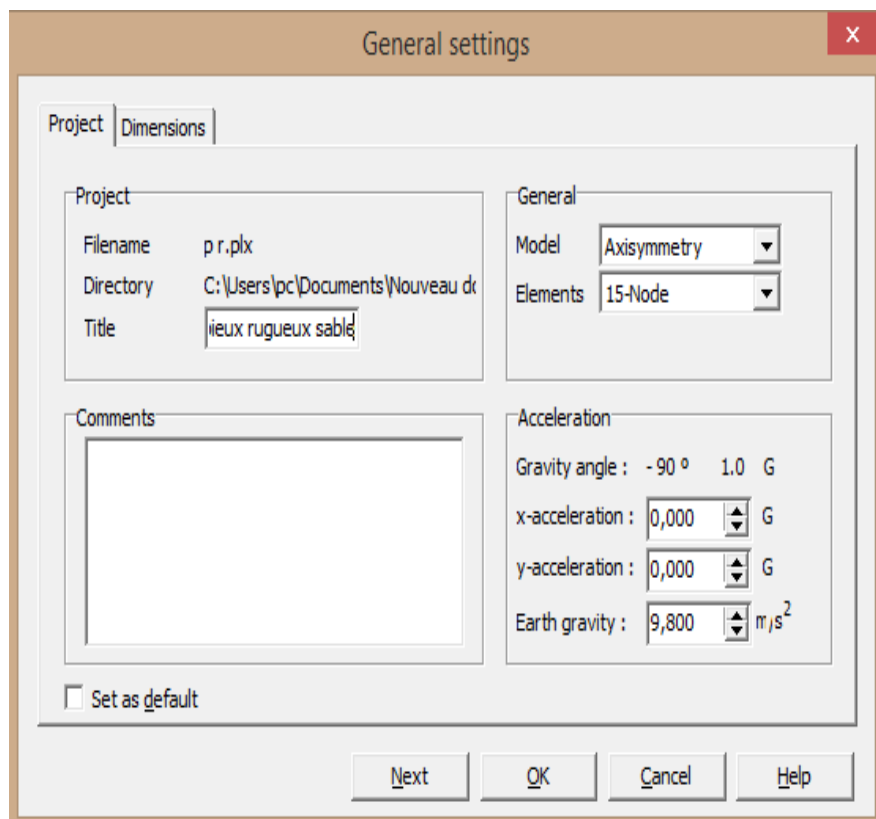 General settings
x
Project Dimensions
Project
Filename p r.plx
Directory C:\Users\pc\Documents\Nouveau do
Title ieux rugueux sable
General
Model Axisymmetry
Elements 15-Node
Comments
Acceleration
Gravity angle : - 90 º 1.0 G
x-acceleration : 0,000 G
y-acceleration : 0,000 G
Earth gravity : 9,800 m/s²
Set as default
Next OK Cancel Help